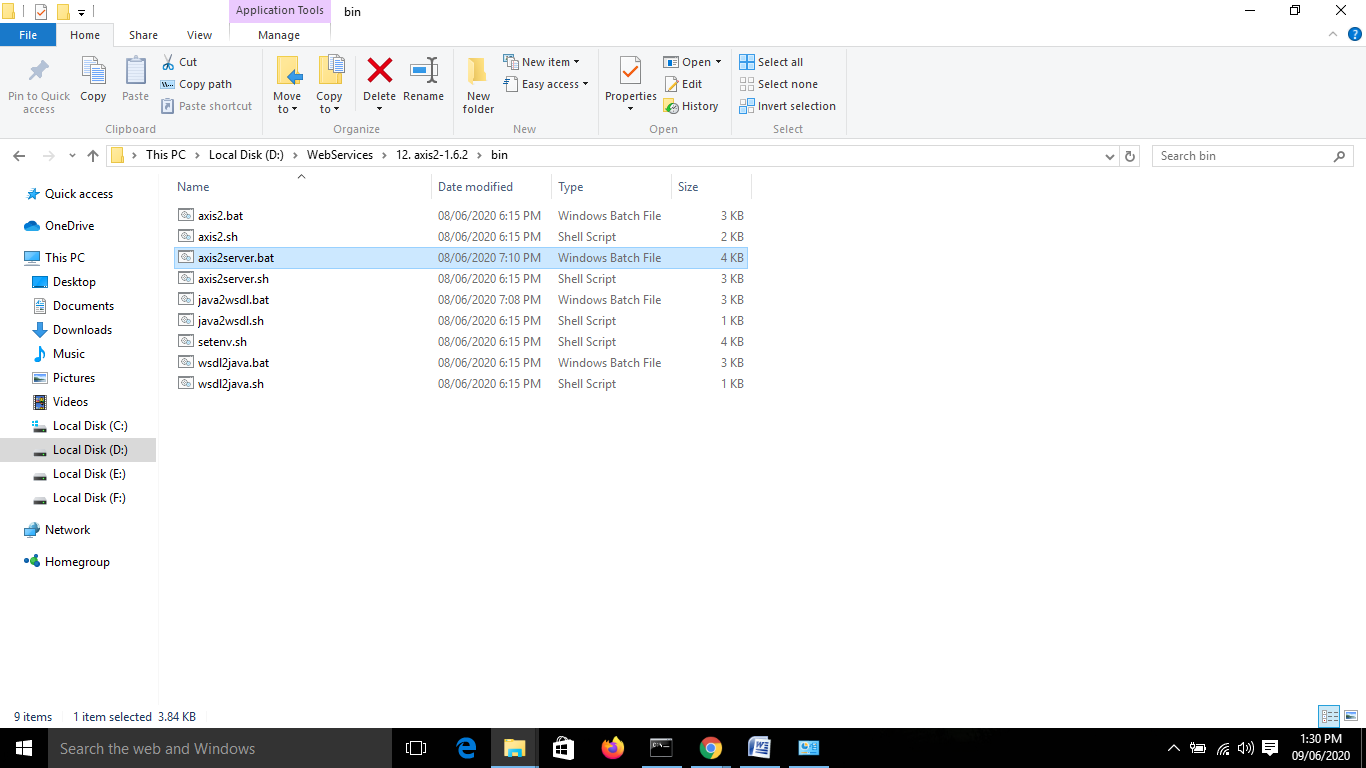 Application Tools
bin
File
Home
Share
View
Manage
Pin to Quick access
Copy
Paste
Cut
Copy path
Paste shortcut
Clipboard
Move to
Copy to
Delete
Rename
Organize
New folder
New item
Easy access
New
Properties
Open
Edit
History
Open
Select all
Select none
Invert selection
Select
This PC > Local Disk (D:) > WebServices > 12. axis2-1.6.2 > bin
Search bin
Quick access
OneDrive
This PC
Desktop
Documents
Downloads
Music
Pictures
Videos
Local Disk (C:)
Local Disk (D:)
Local Disk (E:)
Local Disk (F:)
Network
Homegroup
Name Date modified Type Size
axis2.bat 08/06/2020 6:15 PM Windows Batch File 3 KB
axis2.sh 08/06/2020 6:15 PM Shell Script 2 KB
axis2server.bat 08/06/2020 7:10 PM Windows Batch File 4 KB
axis2server.sh 08/06/2020 6:15 PM Shell Script 3 KB
java2wsdl.bat 08/06/2020 7:08 PM Windows Batch File 3 KB
java2wsdl.sh 08/06/2020 6:15 PM Shell Script 1 KB
setenv.sh 08/06/2020 6:15 PM Shell Script 4 KB
wsdl2java.bat 08/06/2020 6:15 PM Windows Batch File 3 KB
wsdl2java.sh 08/06/2020 6:15 PM Shell Script 1 KB
9 items 1 item selected 3.84 KB
Search the web and Windows
1:30 PM
09/06/2020